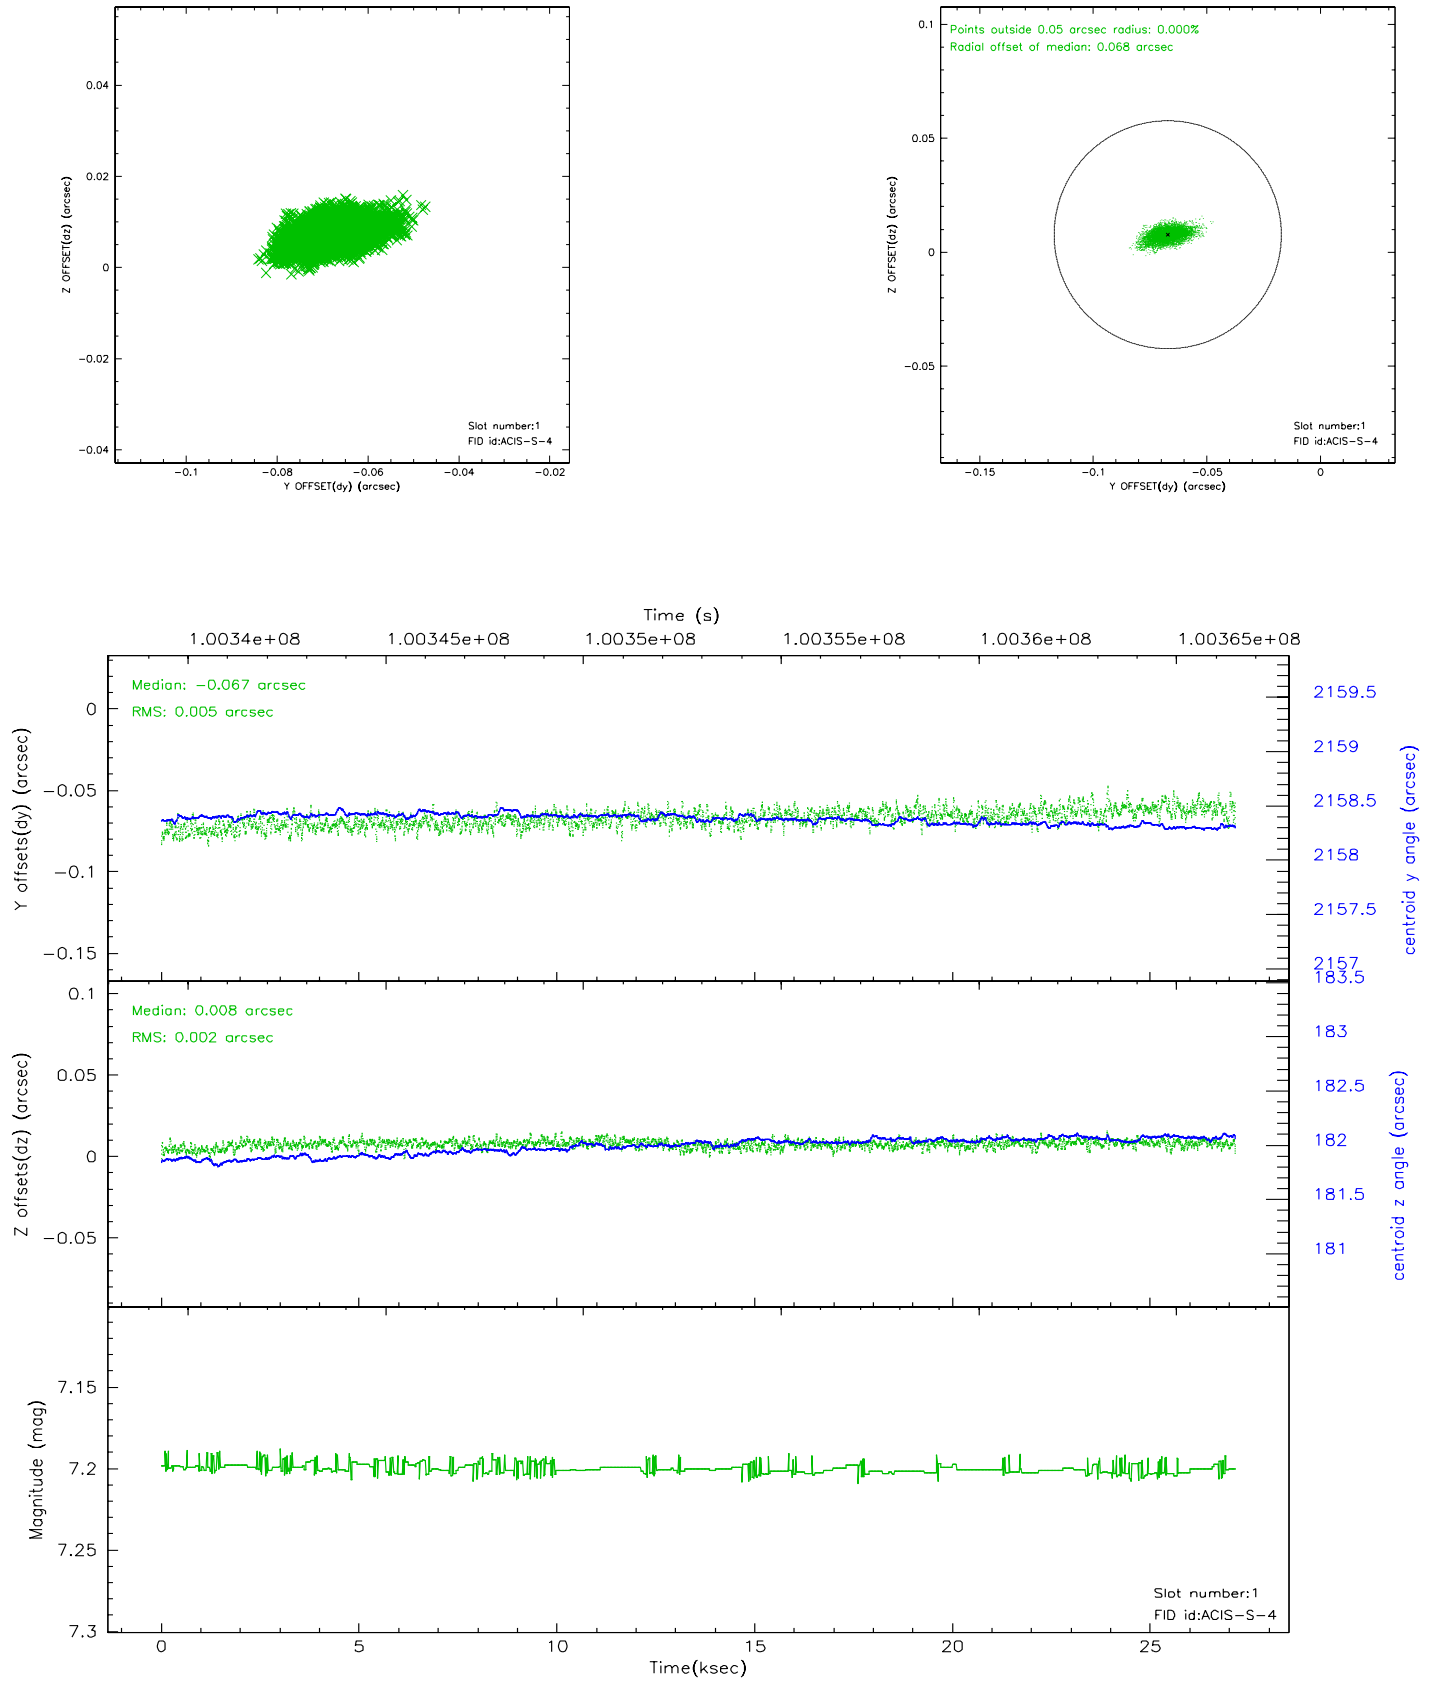 0.04
0.02
0
−0.02
−0.04
Z OFFSET(dz) (arcsec)
Slot number:1
FID id:ACIS−S−4
−0.1
−0.08
−0.06
−0.04
−0.02
Y OFFSET(dy) (arcsec)
Points outside 0.05 arcsec radius: 0.000%
Radial offset of median: 0.068 arcsec
0.1
0.05
0
−0.05
Z OFFSET(dz) (arcsec)
Slot number:1
FID id:ACIS−S−4
−0.15
−0.1
−0.05
0
Y OFFSET(dy) (arcsec)
Time (s)
1.0034e+08
1.00345e+08
1.0035e+08
1.00355e+08
1.0036e+08
1.00365e+08
Median: −0.067 arcsec
RMS: 0.005 arcsec
0
−0.05
−0.1
−0.15
Y offsets(dy) (arcsec)
2159.5
2159
2158.5
2158
2157.5
2157
centroid y angle (arcsec)
Median: 0.008 arcsec
RMS: 0.002 arcsec
0.1
0.05
0
−0.05
Z offsets(dz) (arcsec)
183.5
183
182.5
182
181.5
181
centroid z angle (arcsec)
7.15
7.2
7.25
7.3
Magnitude (mag)
Slot number:1
FID id:ACIS−S−4
0
5
10
15
20
25
Time(ksec)